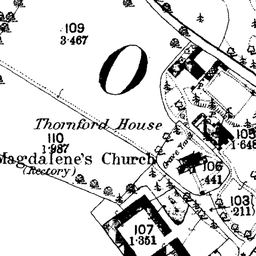 109
3·467
O
Thornford House
110
1·987
Magdalene's Church
(Rectory)
Grave Yard
105
1·648
106
·441
103
(211)
107
1·351